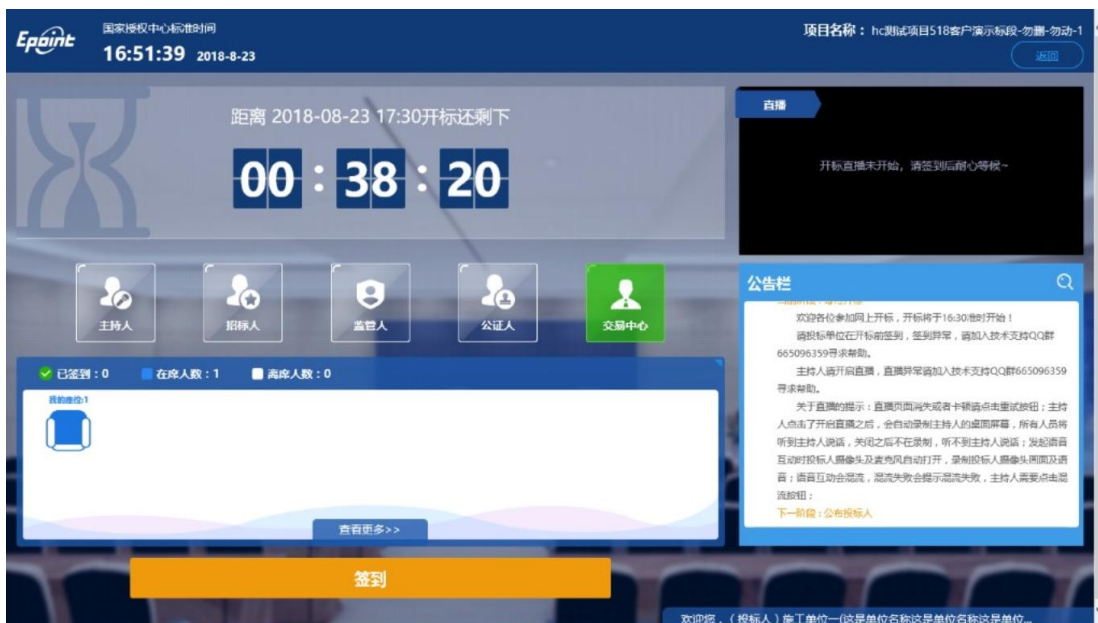 Epoint
国家授权中心标准时间
16:51:39 2018-8-23
项目名称：hc测试项目518客户演示标段-勿删-勿动-1
返回
距离 2018-08-23 17:30开标还剩下
00 : 38 : 20
直播
开标直播未开始，请签到后耐心等候~
主持人
招标人
监管人
公证人
交易中心
公告栏
欢迎各位参加网上开标，开标将于16:30准时开始！
请投标单位在开标前签到，签到异常，请加入技术支持QQ群
665096359寻求帮助。
主持人请开启直播，直播异常请加入技术支持QQ群665096359
寻求帮助。
关于直播的提示：直播页面消失或者卡顿请点击重试按钮；主持
人点击了开启直播之后，会自动录制主持人的桌面屏幕，所有人员将
听到主持人说话，关闭之后不在录制，听不到主持人说话；发起语音
互动时投标人摄像头及麦克风自动打开，录制投标人摄像头画面及语
音；语音互动会混流，混流失败会提示混流失败，主持人需要点击混
流按钮；
下一阶段：公布投标人
已签到：0 在席人数：1 离席人数：0
我的座位:1
查看更多>>
签到
欢迎您，（投标人）施工单位一(这是单位名称这是单位名称这是单位...